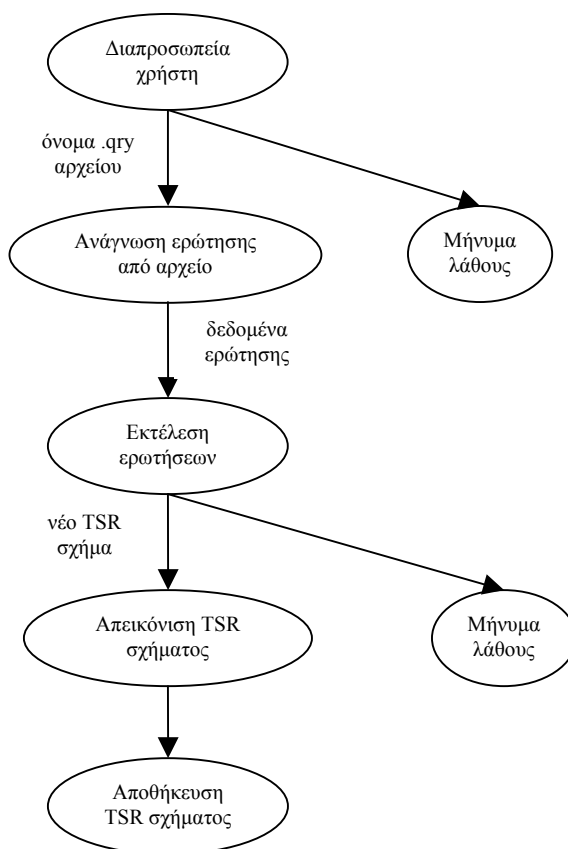 Διαπροσωπεία
χρήστη
όνομα .qry
αρχείου
Ανάγνωση ερώτησης
από αρχείο
Μήνυμα
λάθους
δεδομένα
ερώτησης
Εκτέλεση
ερωτήσεων
νέο TSR
σχήμα
Απεικόνιση TSR
σχήματος
Μήνυμα
λάθους
Αποθήκευση
TSR σχήματος